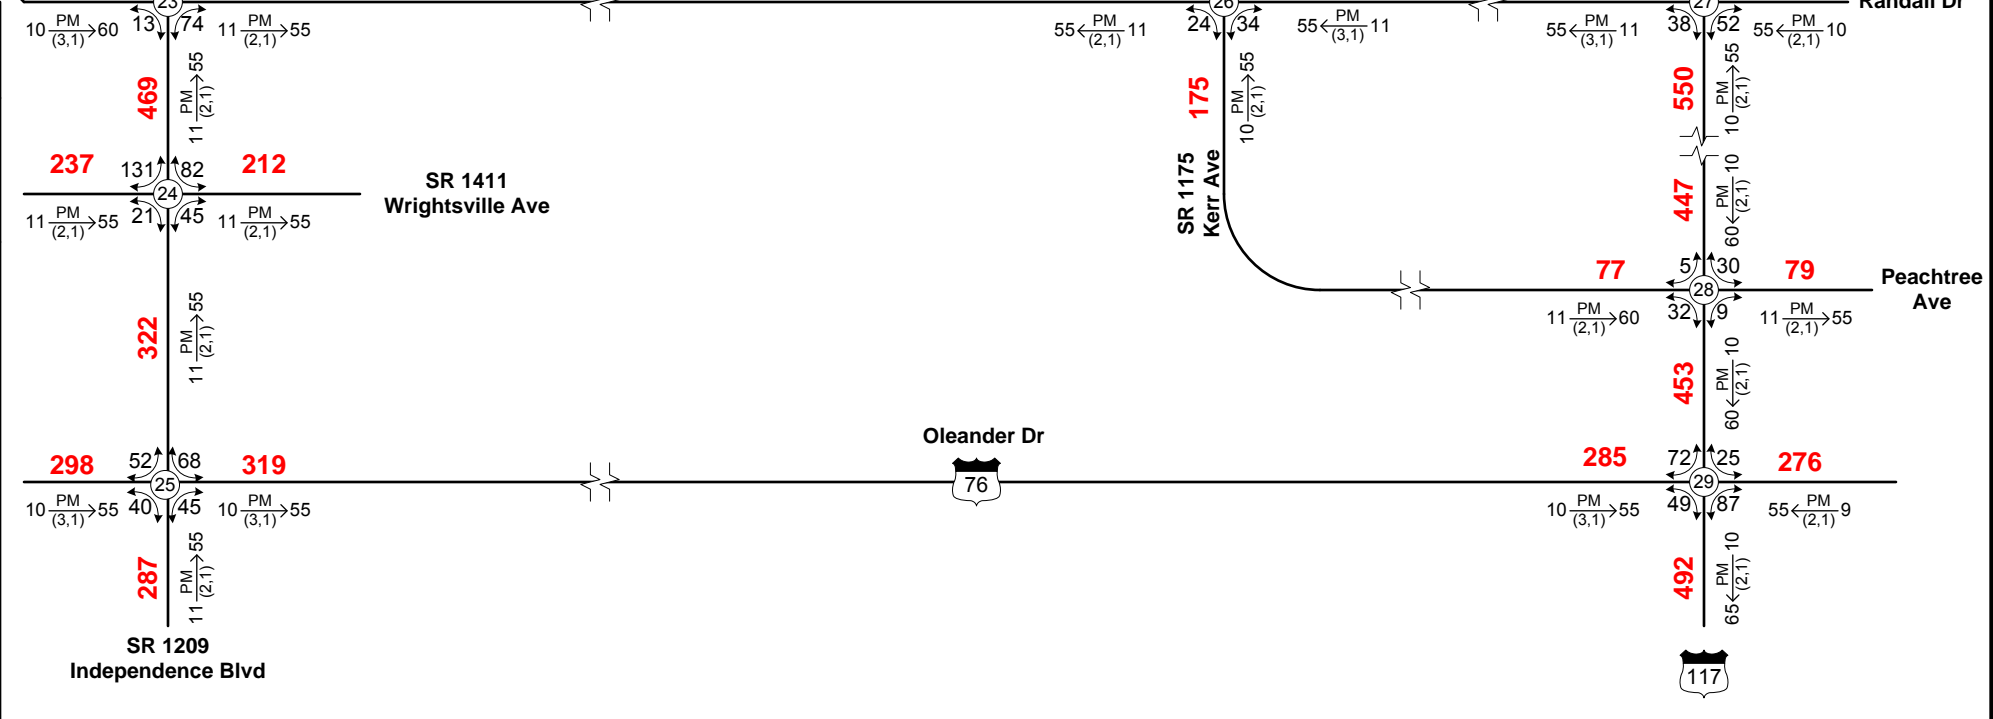 23
26
27
Randall Dr
10 PM (3,1) 60
13
74
11 PM (2,1) 55
55 PM (2,1) 11
24
34
55 PM (3,1) 11
55 PM (3,1) 11
38
52
55 PM (2,1) 10
469
11 PM (2,1) 55
175
10 PM (2,1) 55
550
10 PM (2,1) 55
237
131
82
212
24
SR 1411
Wrightsville Ave
11 PM (2,1) 55
21
45
11 PM (2,1) 55
SR 1175
Kerr Ave
447
60 PM (2,1) 10
77
5
30
79
28
Peachtree
Ave
11 PM (2,1) 60
32
9
11 PM (2,1) 55
322
11 PM (2,1) 55
453
60 PM (2,1) 10
Oleander Dr
76
298
52
68
319
25
10 PM (3,1) 55
40
45
10 PM (3,1) 55
285
72
25
276
29
10 PM (3,1) 55
49
87
55 PM (2,1) 9
287
11 PM (2,1) 55
492
65 PM (2,1) 10
SR 1209
Independence Blvd
117